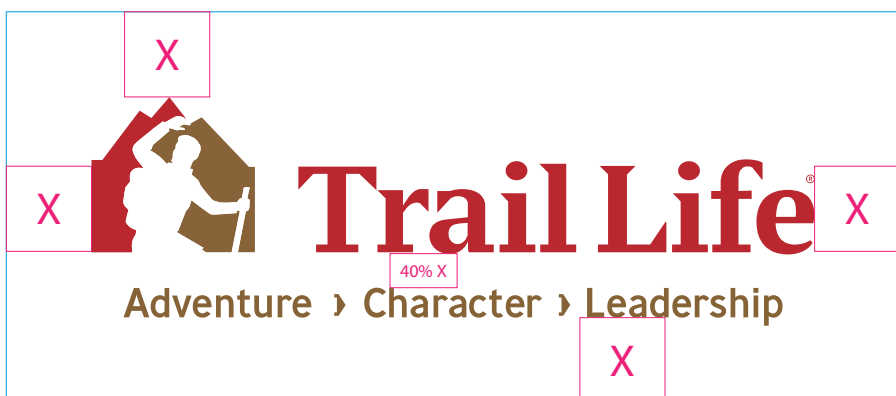 X
Trail Life®
X X
40% X
Adventure › Character › Leadership
X